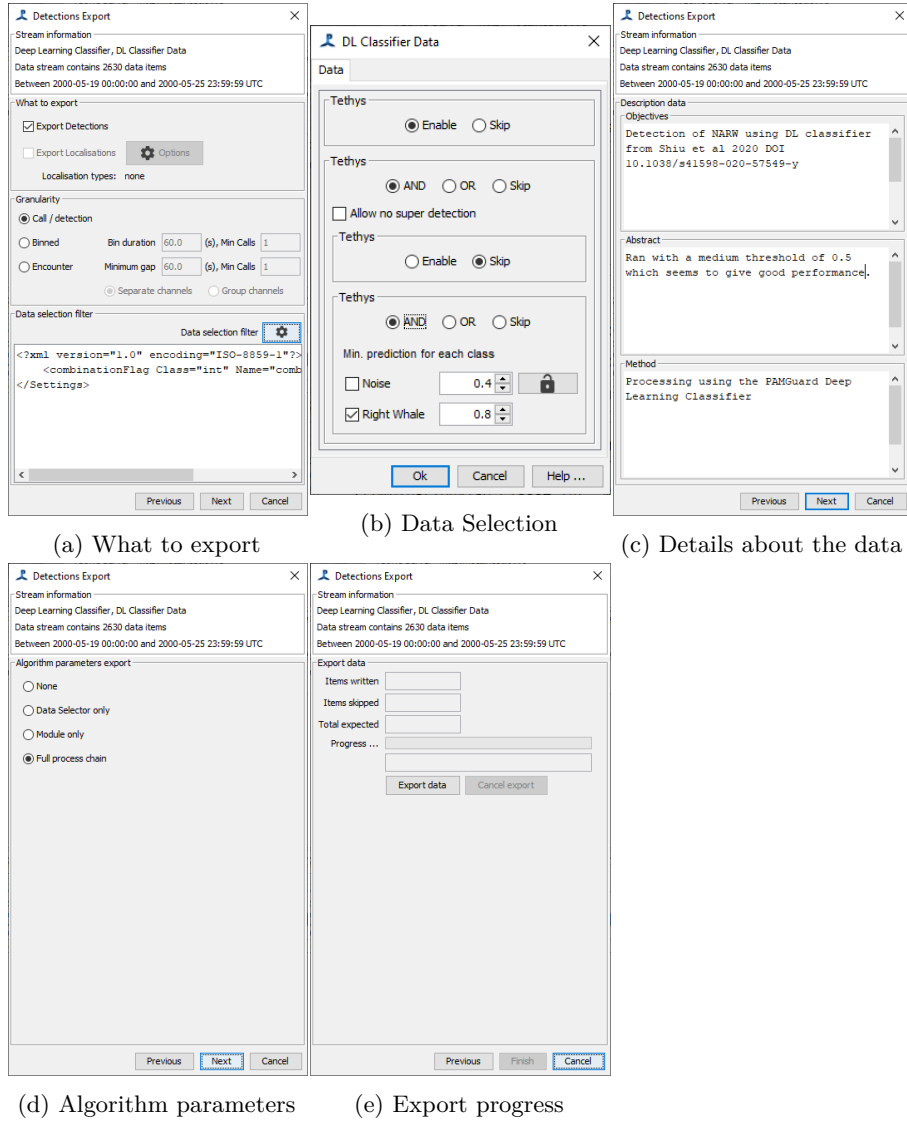 Detections Export
Stream information
Deep Learning Classifier, DL Classifier Data
Data stream contains 2630 data items
Between 2000-05-19 00:00:00 and 2000-05-25 23:59:59 UTC
What to export
Export Detections
Export Localisations Options
Localisation types: none
Granularity
Call / detection
Binned Bin duration 60.0 (s), Min Calls 1
Encounter Minimum gap 60.0 (s), Min Calls 1
Separate channels Group channels
Data selection filter
Data selection filter
<?xml version="1.0" encoding="ISO-8859-1"?>
<combinationFlag Class="int" Name="comb
</Settings>
Previous Next Cancel
(a) What to export
DL Classifier Data
Data
Tethys
Enable Skip
Tethys
AND OR Skip
Allow no super detection
Tethys
Enable Skip
Tethys
AND OR Skip
Min. prediction for each class
Noise 0.4
Right Whale 0.8
Ok Cancel Help ...
(b) Data Selection
Detections Export
Stream information
Deep Learning Classifier, DL Classifier Data
Data stream contains 2630 data items
Between 2000-05-19 00:00:00 and 2000-05-25 23:59:59 UTC
Description data
Objectives
Detection of NARW using DL classifier
from Shiu et al 2020 DOI
10.1038/s41598-020-57549-y
Abstract
Ran with a medium threshold of 0.5
which seems to give good performance.
Method
Processing using the PAMGuard Deep
Learning Classifier
Previous Next Cancel
(c) Details about the data
Detections Export
Stream information
Deep Learning Classifier, DL Classifier Data
Data stream contains 2630 data items
Between 2000-05-19 00:00:00 and 2000-05-25 23:59:59 UTC
Algorithm parameters export
None
Data Selector only
Module only
Full process chain
Previous Next Cancel
(d) Algorithm parameters
Detections Export
Stream information
Deep Learning Classifier, DL Classifier Data
Data stream contains 2630 data items
Between 2000-05-19 00:00:00 and 2000-05-25 23:59:59 UTC
Export data
Items written
Items skipped
Total expected
Progress ...
Export data Cancel export
Previous Finish Cancel
(e) Export progress